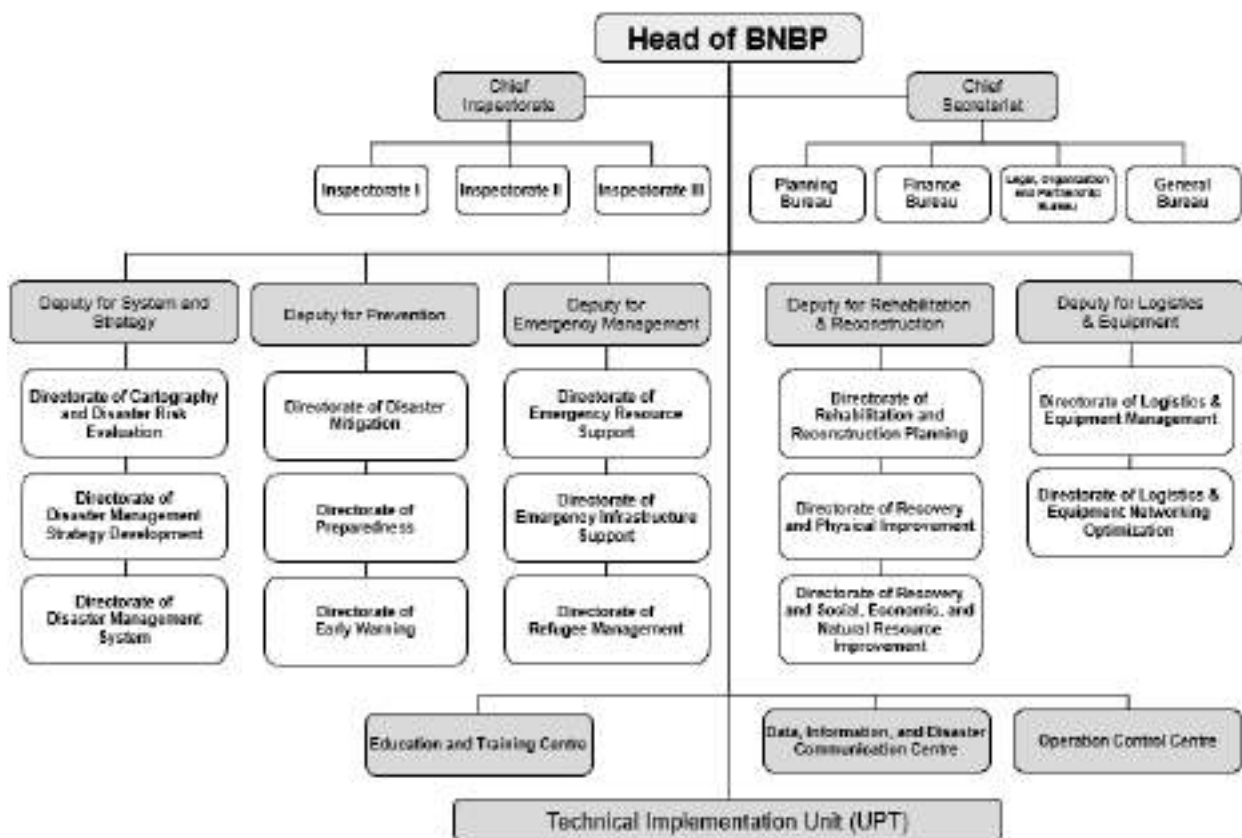 Head of BNBP
Chief
Inspectorate
Chief
Secretariat
Inspectorate I
Inspectorate II
Inspectorate III
Planning
Bureau
Finance
Bureau
Legal, Organization
and Partnership
Bureau
General
Bureau
Deputy for System and
Strategy
Deputy for Prevention
Deputy for
Emergency Management
Deputy for Rehabilitation
& Reconstruction
Deputy for Logistics
& Equipment
Directorate of Cartography
and Disaster Risk
Evaluation
Directorate of Disaster
Mitigation
Directorate of
Emergency Resource
Support
Directorate of
Rehabilitation and
Reconstruction Planning
Directorate of Logistics &
Equipment Management
Directorate of
Disaster Management
Strategy Development
Directorate of
Preparedness
Directorate of
Emergency Infrastructure
Support
Directorate of Recovery
and Physical Improvement
Directorate of Logistics &
Equipment Networking
Optimization
Directorate of
Disaster Management
System
Directorate of
Early Warning
Directorate of
Refugee Management
Directorate of Recovery
and Social, Economic, and
Natural Resource
Improvement
Education and Training Centre
Data, Information, and Disaster
Communication Centre
Operation Control Centre
Technical Implementation Unit (UPT)